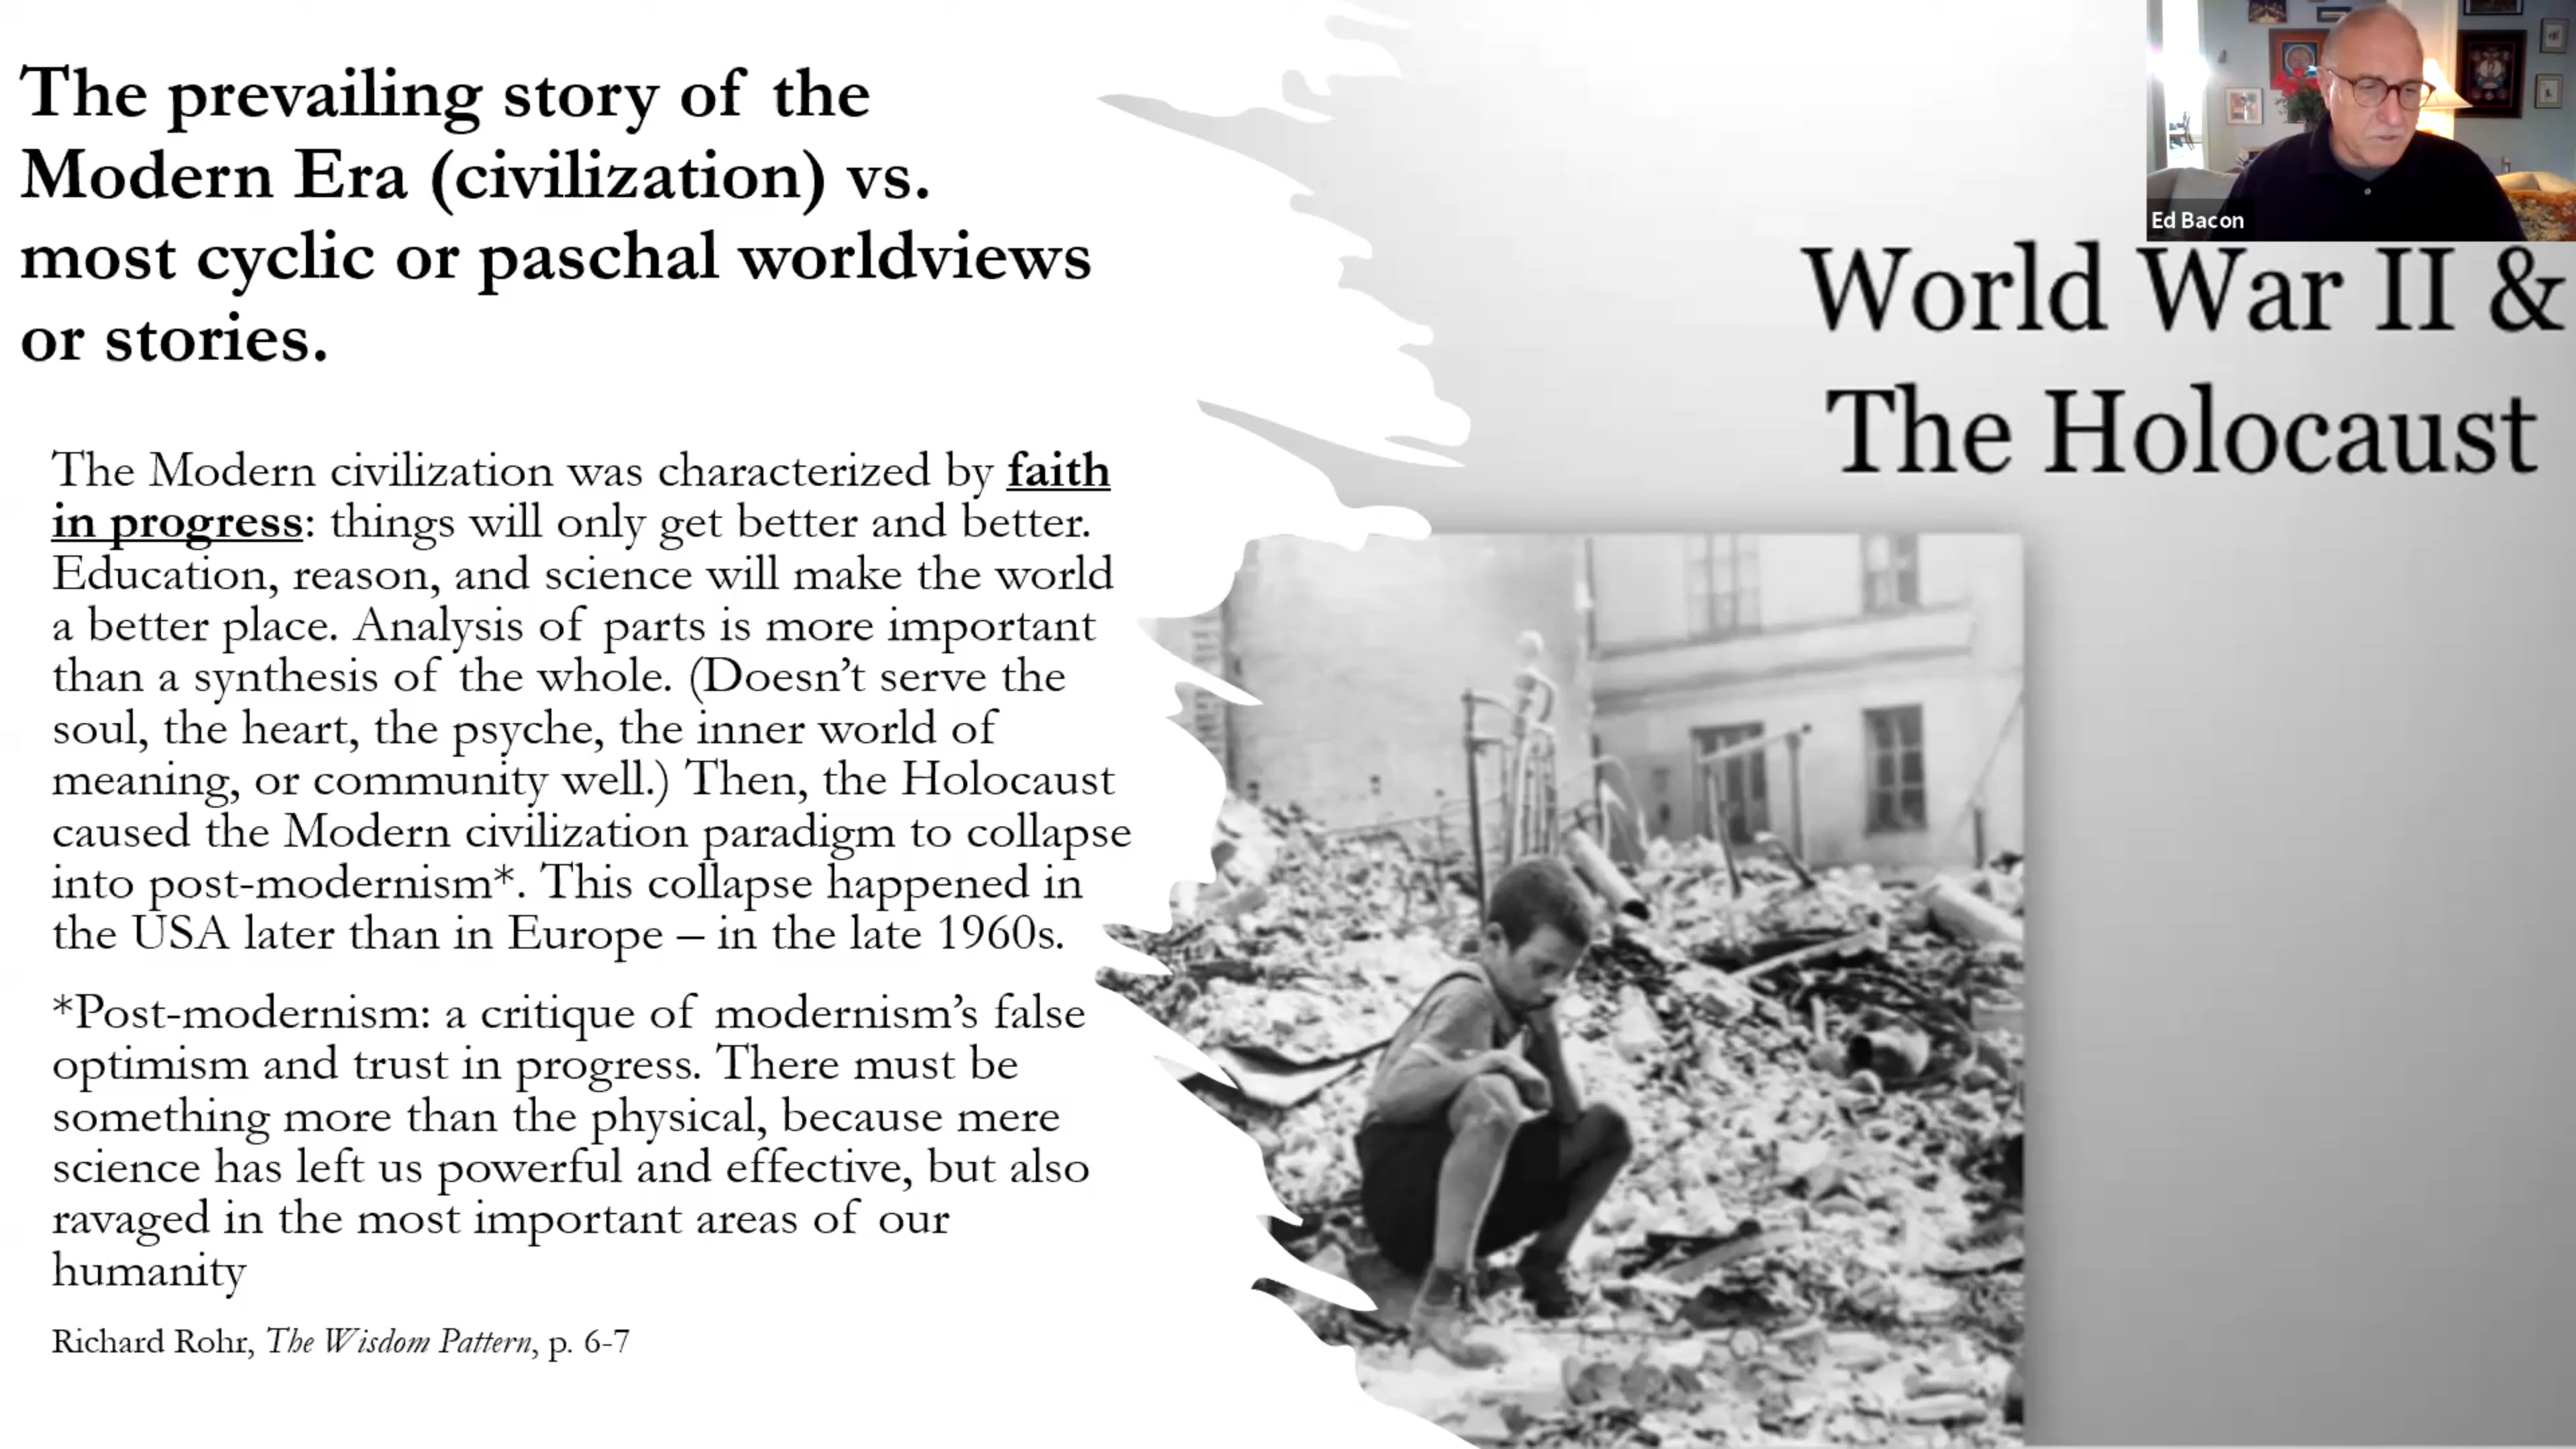 The prevailing story of the
Modern Era (civilization) vs.
most cyclic or paschal worldviews
or stories.
The Modern civilization was characterized by faith
in progress: things will only get better and better.
Education, reason, and science will make the world
a better place. Analysis of parts is more important
than a synthesis of the whole. (Doesn’t serve the
soul, the heart, the psyche, the inner world of
meaning, or community well.) Then, the Holocaust
caused the Modern civilization paradigm to collapse
into post-modernism*. This collapse happened in
the USA later than in Europe – in the late 1960s.
*Post-modernism: a critique of modernism’s false
optimism and trust in progress. There must be
something more than the physical, because mere
science has left us powerful and effective, but also
ravaged in the most important areas of our
humanity
Richard Rohr, The Wisdom Pattern, p. 6-7
Ed Bacon
World War II &
The Holocaust